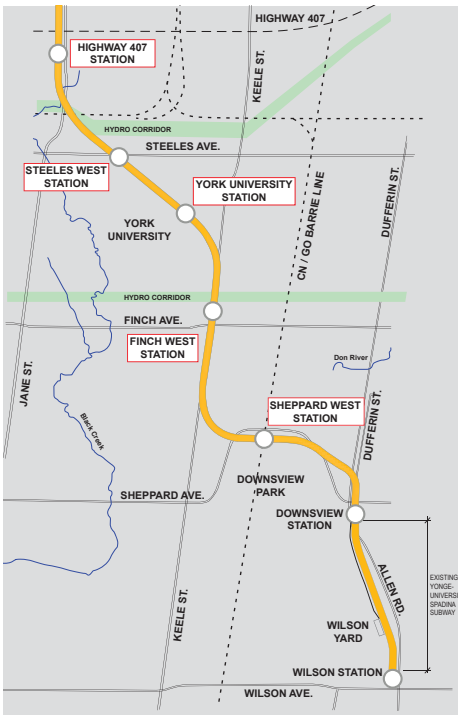 HIGHWAY 407
HIGHWAY 407
STATION
KEELE ST.
HYDRO CORRIDOR
STEELES AVE.
STEELES WEST
STATION
YORK UNIVERSITY
STATION
YORK
UNIVERSITY
CN / GO BARRIE LINE
DUFFERIN ST.
HYDRO CORRIDOR
FINCH AVE.
FINCH WEST
STATION
JANE ST.
Don River
Black Creek
SHEPPARD WEST
STATION
DUFFERIN ST.
DOWNSVIEW
PARK
SHEPPARD AVE.
DOWNSVIEW
STATION
ALLEN RD.
EXISTING
YONGE-
UNIVERS
SPADINA
SUBWAY
KEELE ST.
WILSON
YARD
WILSON STATION
WILSON AVE.